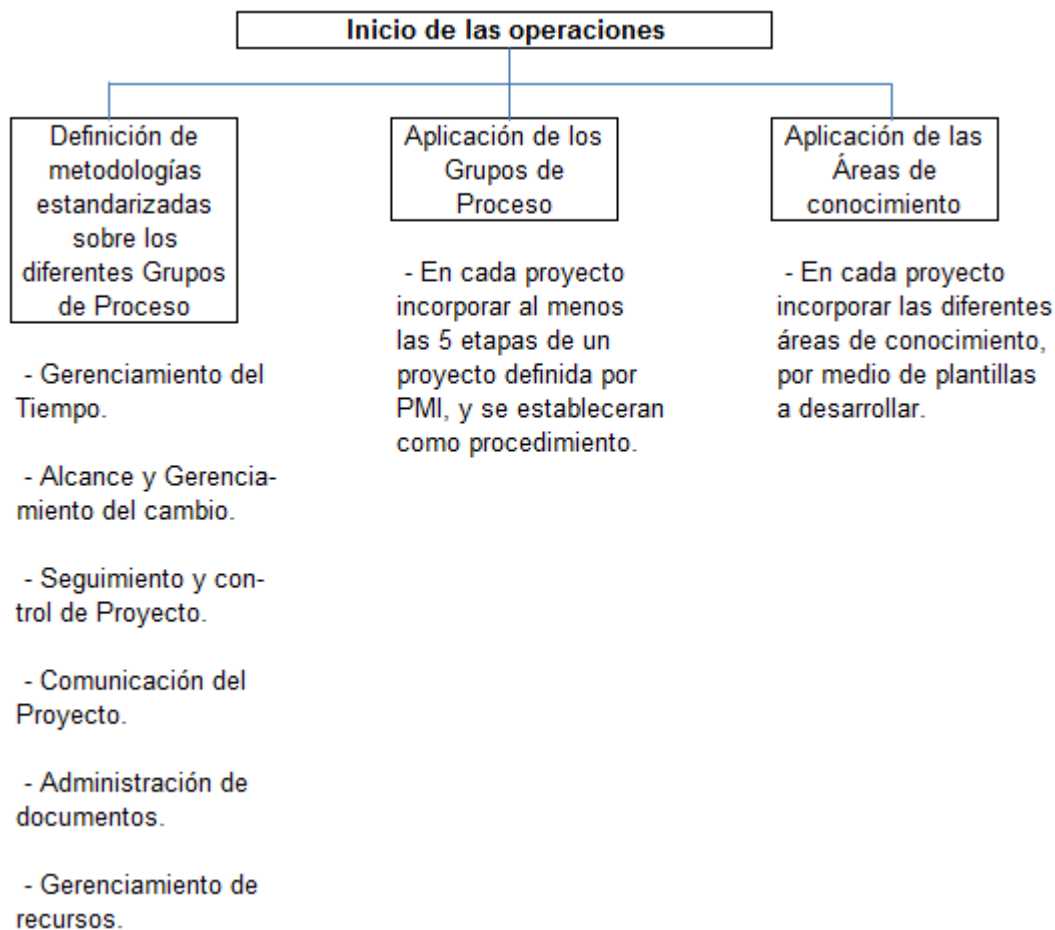 Inicio de las operaciones
Definición de
metodologías
estandarizadas
sobre los
diferentes Grupos
de Proceso
- Gerenciamiento del
Tiempo.
- Alcance y Gerencia-
miento del cambio.
- Seguimiento y con-
trol de Proyecto.
- Comunicación del
Proyecto.
- Administración de
documentos.
- Gerenciamiento de
recursos.
Aplicación de los
Grupos de
Proceso
- En cada proyecto
incorporar al menos
las 5 etapas de un
proyecto definida por
PMI, y se estableceran
como procedimiento.
Aplicación de las
Áreas de
conocimiento
- En cada proyecto
incorporar las diferentes
áreas de conocimiento,
por medio de plantillas
a desarrollar.